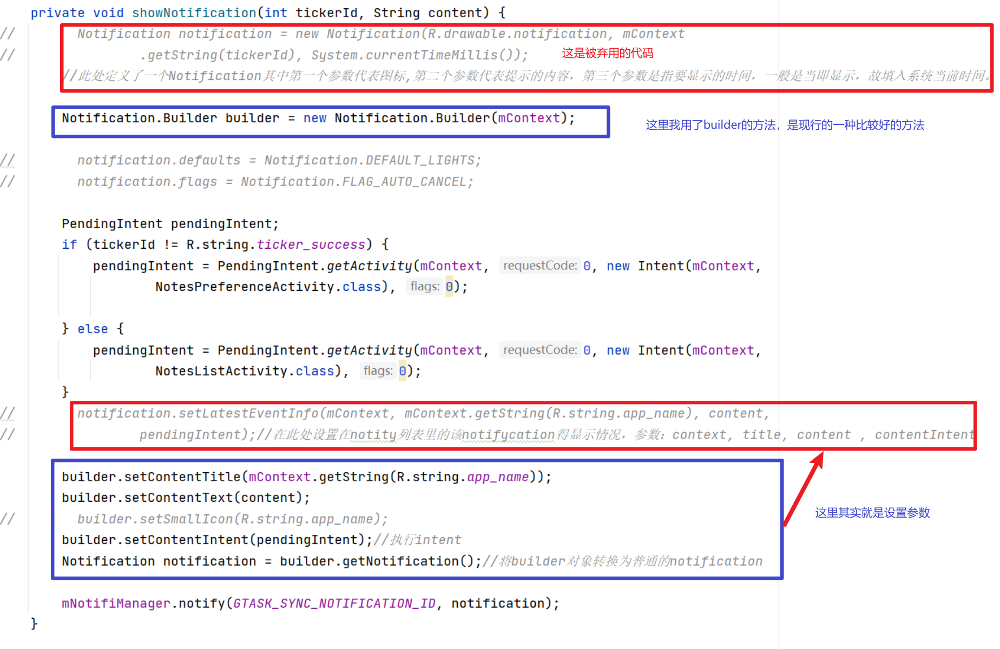 private void showNotification(int tickerId, String content) {
// Notification notification = new Notification(R.drawable.notification, mContext
// .getString(tickerId), System.currentTimeMillis());
这是被弃用的代码
//此处定义了一个Notification其中第一个参数代表图标,第二个参数代表提示的内容，第三个参数是指要显示的时间，一般是当即显示，故填入系统当前时间。
Notification.Builder builder = new Notification.Builder(mContext);
这里我用了builder的方法，是现行的一种比较好的方法
// notification.defaults = Notification.DEFAULT_LIGHTS;
// notification.flags = Notification.FLAG_AUTO_CANCEL;
PendingIntent pendingIntent;
if (tickerId != R.string.ticker_success) {
pendingIntent = PendingIntent.getActivity(mContext, requestCode: 0, new Intent(mContext,
NotesPreferenceActivity.class), flags: 0);
} else {
pendingIntent = PendingIntent.getActivity(mContext, requestCode: 0, new Intent(mContext,
NotesListActivity.class), flags: 0);
}
// notification.setLatestEventInfo(mContext, mContext.getString(R.string.app_name), content,
// pendingIntent);//在此处设置在notity列表里的该notifycation得显示情况，参数：context, title, content , contentIntent
builder.setContentTitle(mContext.getString(R.string.app_name));
builder.setContentText(content);
// builder.setSmallIcon(R.string.app_name);
这里其实就是设置参数
builder.setContentIntent(pendingIntent);//执行intent
Notification notification = builder.getNotification();//将builder对象转换为普通的notification
mNotifiManager.notify(GTASK_SYNC_NOTIFICATION_ID, notification);
}